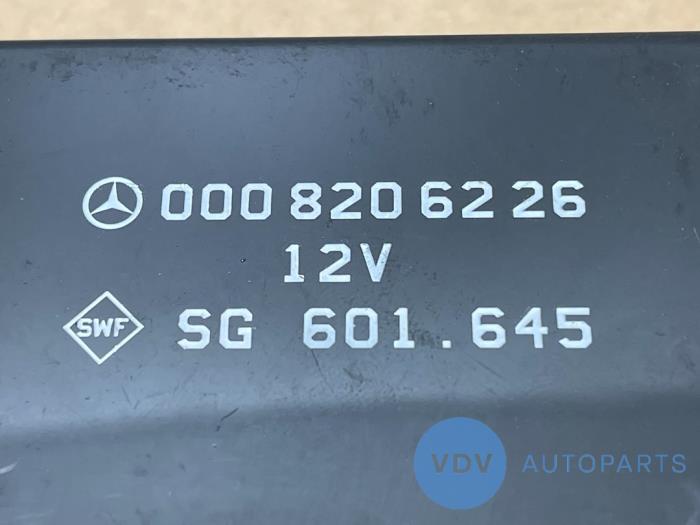 000 820 62 26
12V
SWF SG 601.645
VDV AUTOPARTS